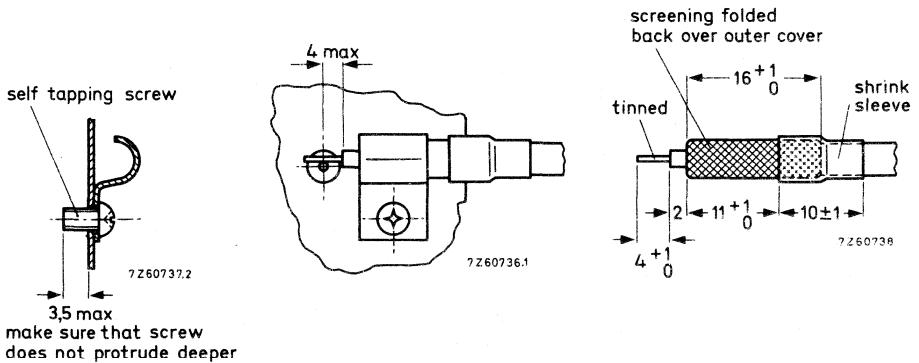 self tapping screw
7Z60737.2
3,5 max
make sure that screw
does not protrude deeper
4 max
7Z60736.1
screening folded
back over outer cover
16 +1 0
tinned
shrink
sleeve
2
11 +1 0
10±1
4 +1 0
7Z60738